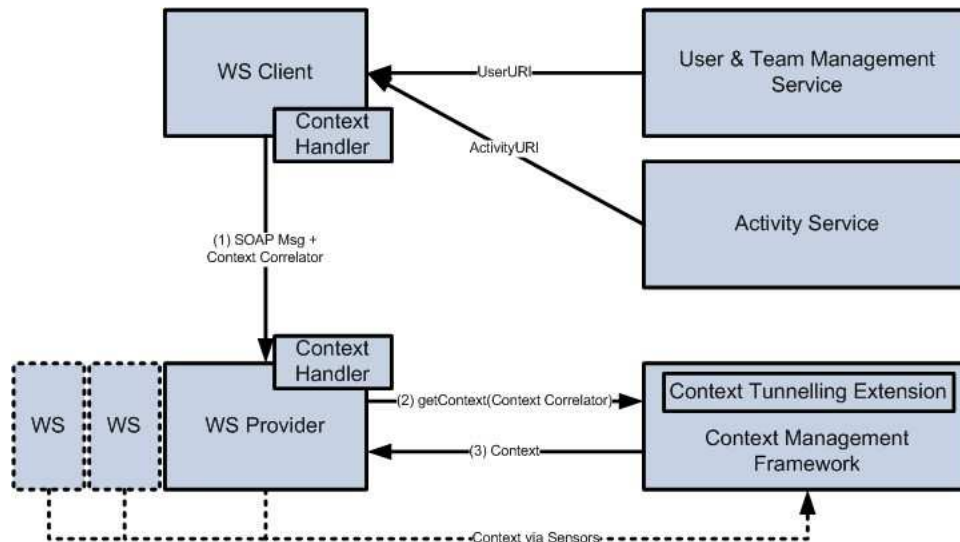 WS Client
UserURI
User & Team Management
Service
Context
Handler
ActivityURI
Activity Service
(1) SOAP Msg +
Context Correlator
Context
Handler
WS
WS
WS Provider
(2) getContext(Context Correlator)
Context Tunnelling Extension
(3) Context
Context Management
Framework
Context via Sensors